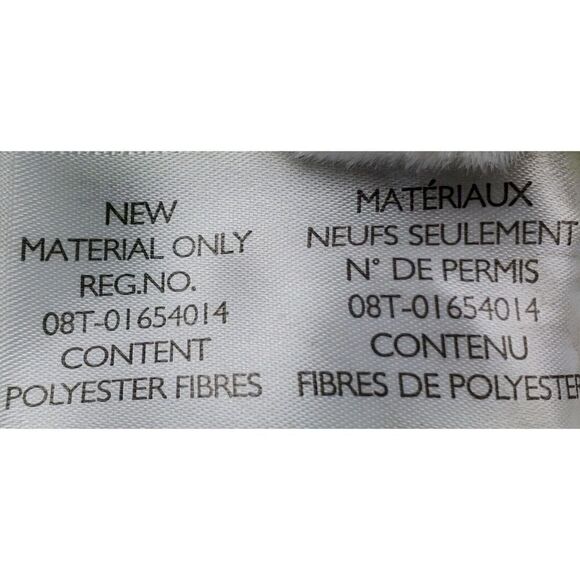 NEW
MATERIAL ONLY
REG.NO.
08T-01654014
CONTENT
POLYESTER FIBRES
MATÉRIAUX
NEUFS SEULEMENT
N° DE PERMIS
08T-01654014
CONTENU
FIBRES DE POLYESTER